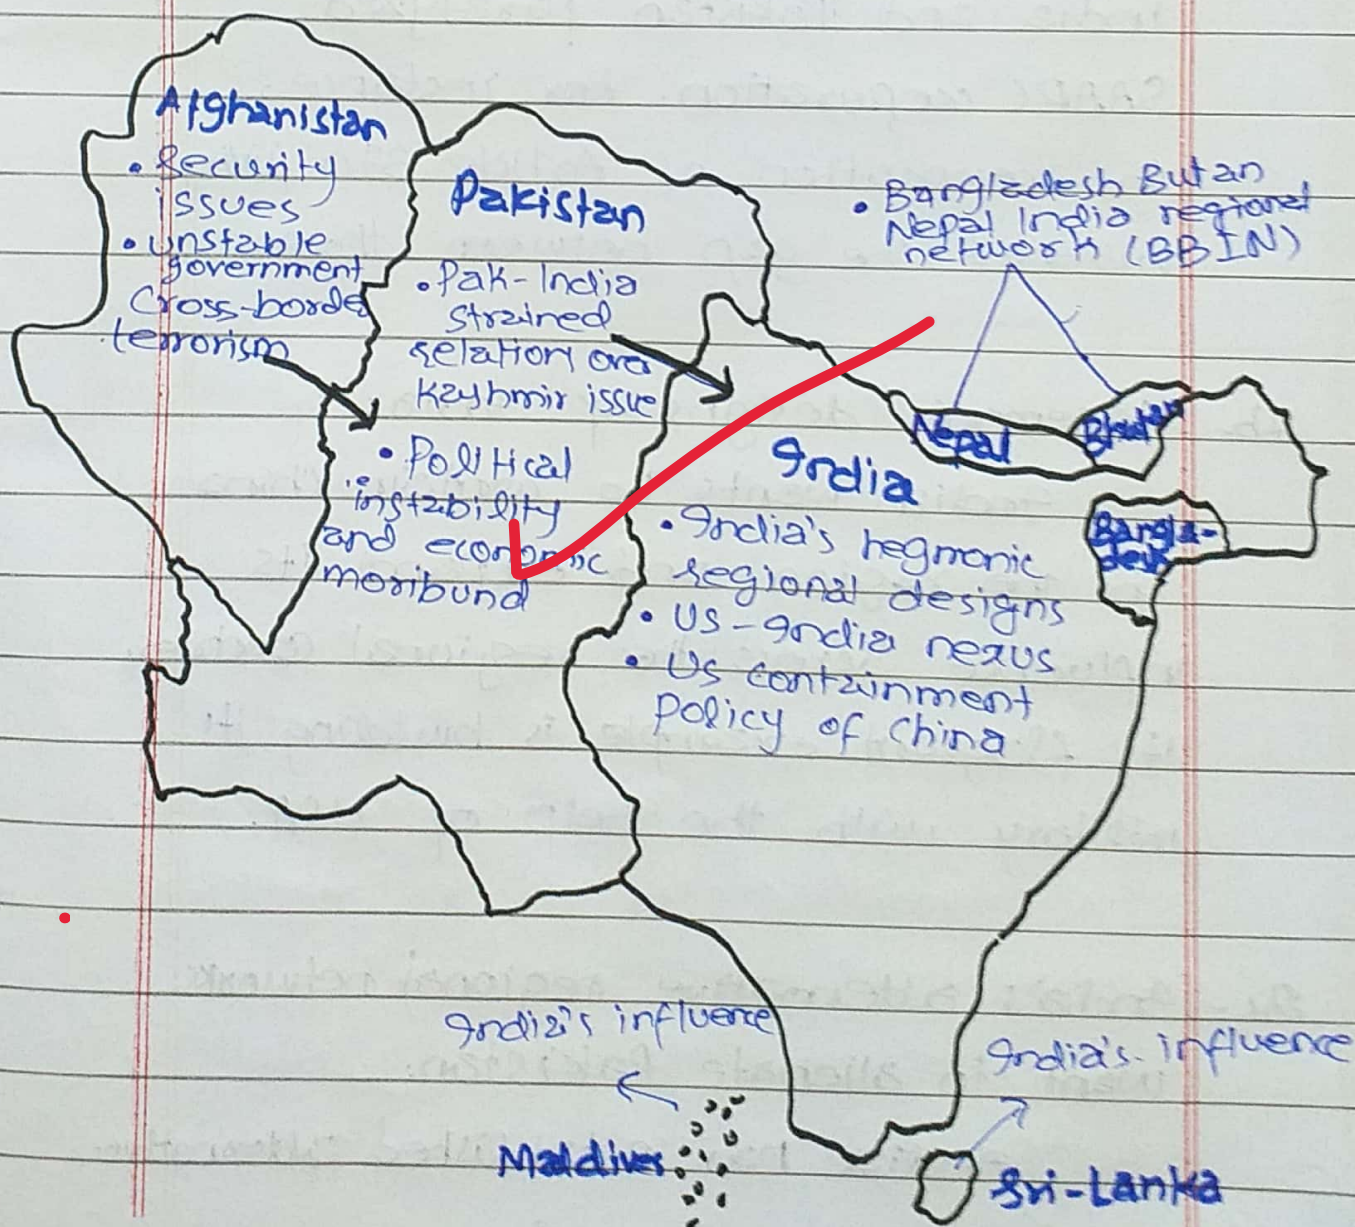 Afghanistan
• Security
issues
• unstable
government
Cross-border
terrorism
Pakistan
• Pak-India
strained
relation over
Kayhmir issue
• Political
instability
and economic
moribund
• Bangladesh Butan
Nepal India regional
network (BBIN)
Nepal
Bhutan
Bangla-
desh
India
• India's hegmonic
regional designs
• US-India nexus
• US containment
policy of China
India's influence
India's influence
Maldives
Sri-Lanka